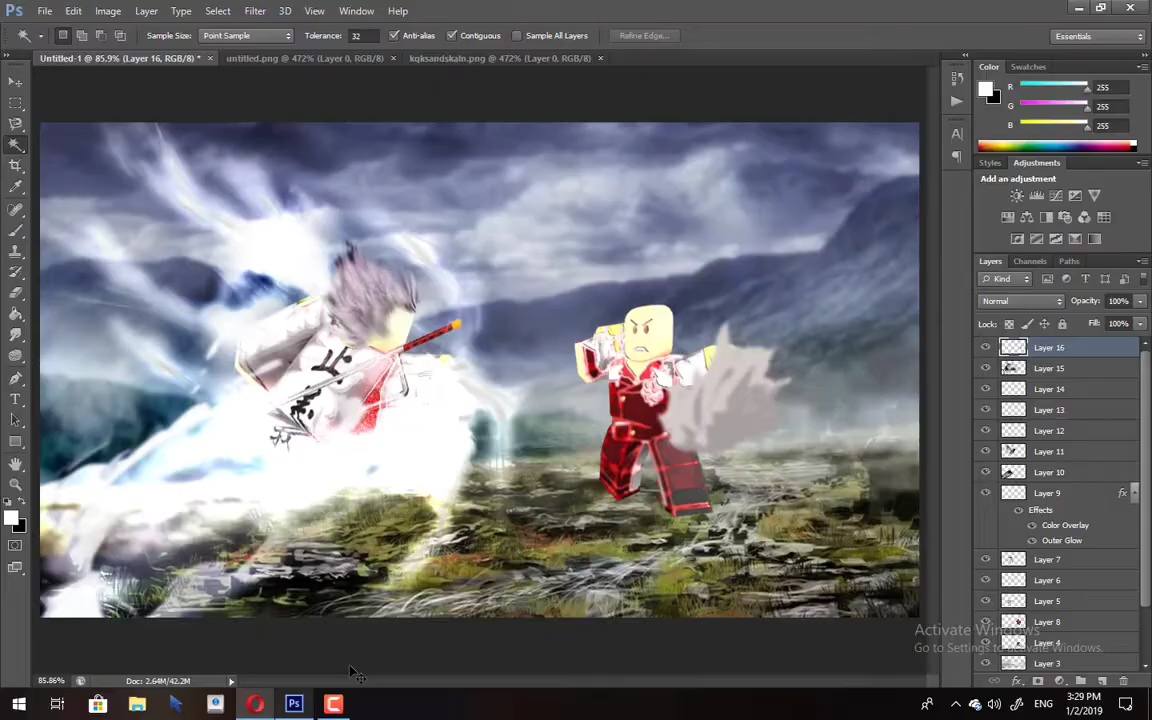 Ps File Edit Image Layer Type Select Filter 3D View Window Help
Sample Size: Point Sample Tolerance: 32 Anti-alias Contiguous Sample All Layers Refine Edge... Essentials
Untitled-1 @ 85.9% (Layer 16, RGB/8) * × untitled.png @ 472% (Layer 0, RGB/8) × kqksandskaln.png @ 472% (Layer 0, RGB/8) ×
Color Swatches
R 255
G 255
B 255
Styles Adjustments
Add an adjustment
Layers Channels Paths
Kind
Normal Opacity: 100%
Lock: Fill: 100%
Layer 16
Layer 15
Layer 14
Layer 13
Layer 12
Layer 11
Layer 10
Layer 9 fx
Effects
Color Overlay
Outer Glow
Layer 7
Layer 6
Layer 5
Layer 8
Layer 4
Layer 3
Activate Windows
Go to Settings to activate Windows.
85.86% Doc: 2.64M/42.2M
Ps ENG 3:29 PM
1/2/2019